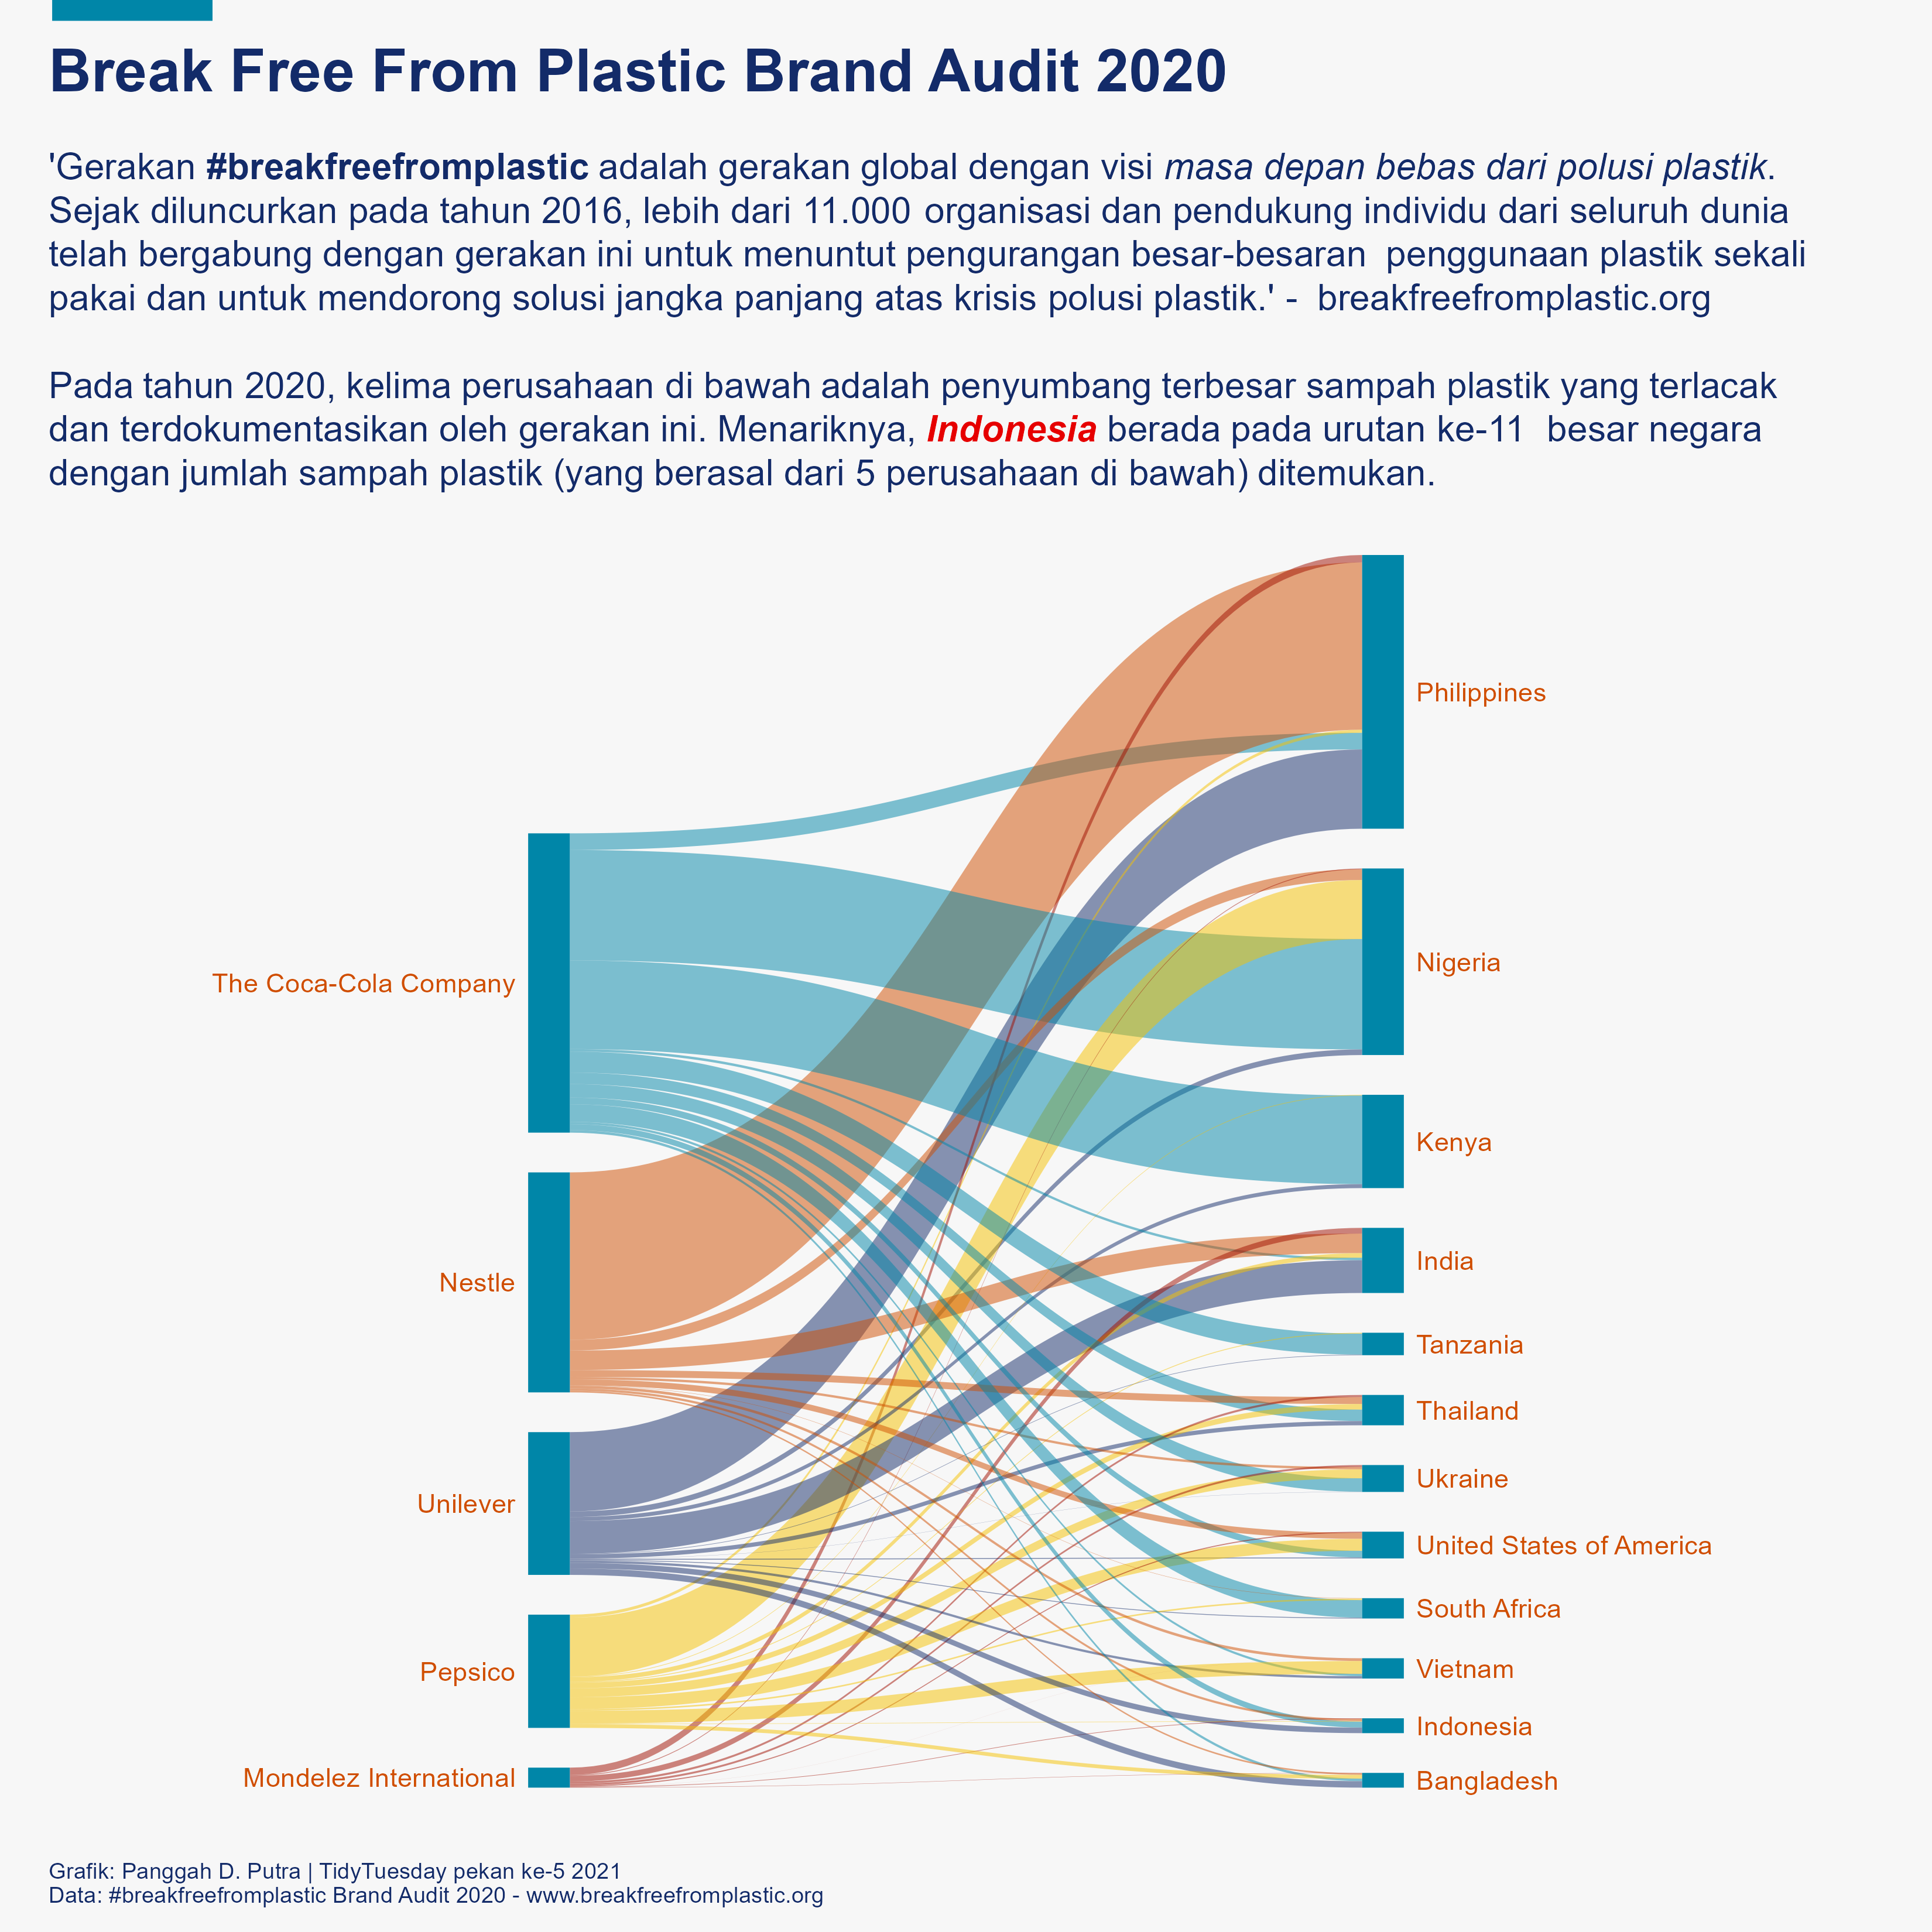 Break Free From Plastic Brand Audit 2020
'Gerakan #breakfreefromplastic adalah gerakan global dengan visi masa depan bebas dari polusi plastik.
Sejak diluncurkan pada tahun 2016, lebih dari 11.000 organisasi dan pendukung individu dari seluruh dunia
telah bergabung dengan gerakan ini untuk menuntut pengurangan besar-besaran  penggunaan plastik sekali
pakai dan untuk mendorong solusi jangka panjang atas krisis polusi plastik.' -  breakfreefromplastic.org
Pada tahun 2020, kelima perusahaan di bawah adalah penyumbang terbesar sampah plastik yang terlacak
dan terdokumentasikan oleh gerakan ini. Menariknya, Indonesia berada pada urutan ke-11  besar negara
dengan jumlah sampah plastik (yang berasal dari 5 perusahaan di bawah) ditemukan.
The Coca-Cola Company
Nestle
Unilever
Pepsico
Mondelez International
Philippines
Nigeria
Kenya
India
Tanzania
Thailand
Ukraine
United States of America
South Africa
Vietnam
Indonesia
Bangladesh
Grafik: Panggah D. Putra | TidyTuesday pekan ke-5 2021
Data: #breakfreefromplastic Brand Audit 2020 - www.breakfreefromplastic.org